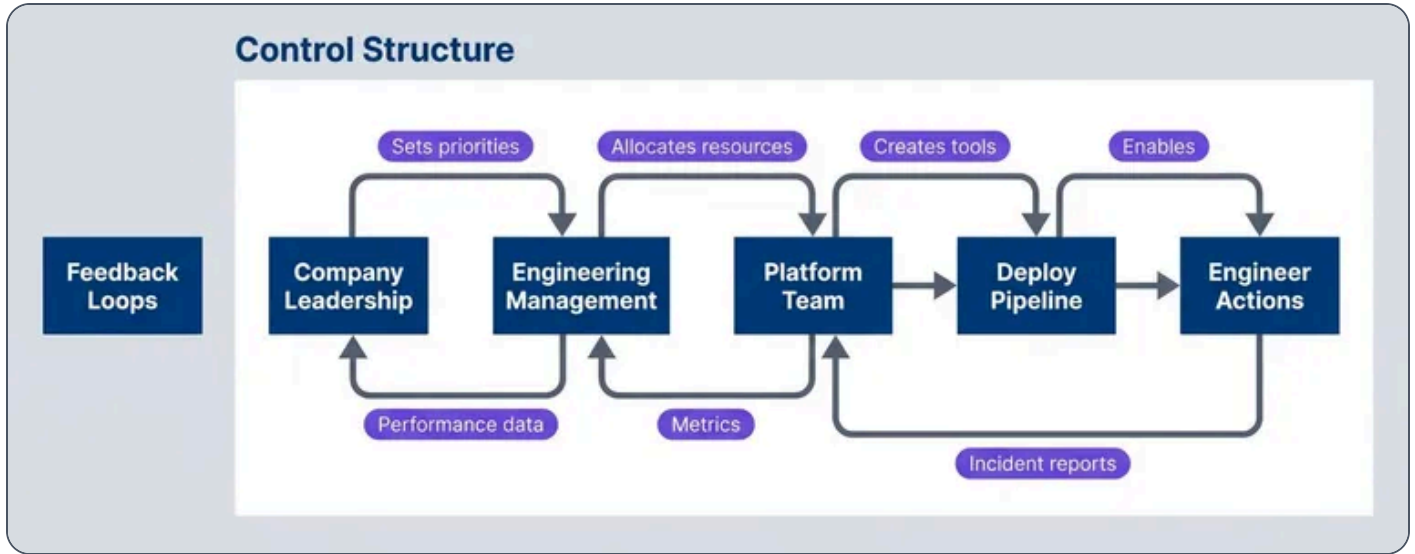 Control Structure
Sets priorities
Allocates resources
Creates tools
Enables
Feedback
Loops
Company
Leadership
Engineering
Management
Platform
Team
Deploy
Pipeline
Engineer
Actions
Performance data
Metrics
Incident reports